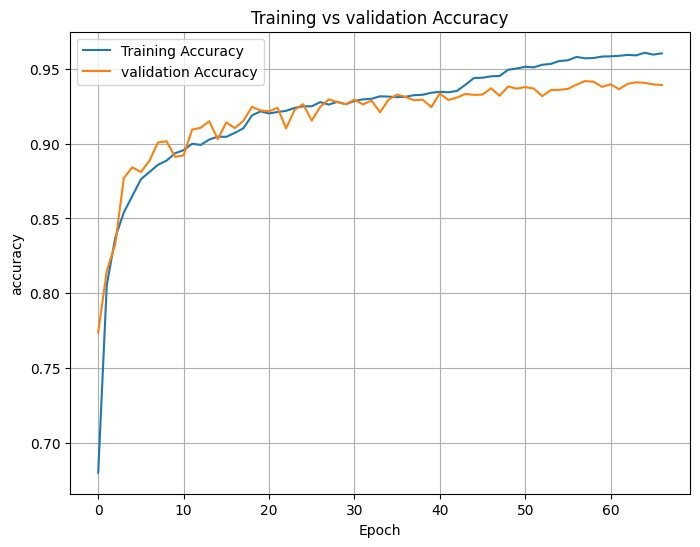 Training vs validation Accuracy
Training Accuracy
validation Accuracy
accuracy
0.95
0.90
0.85
0.80
0.75
0.70
0 10 20 30 40 50 60
Epoch